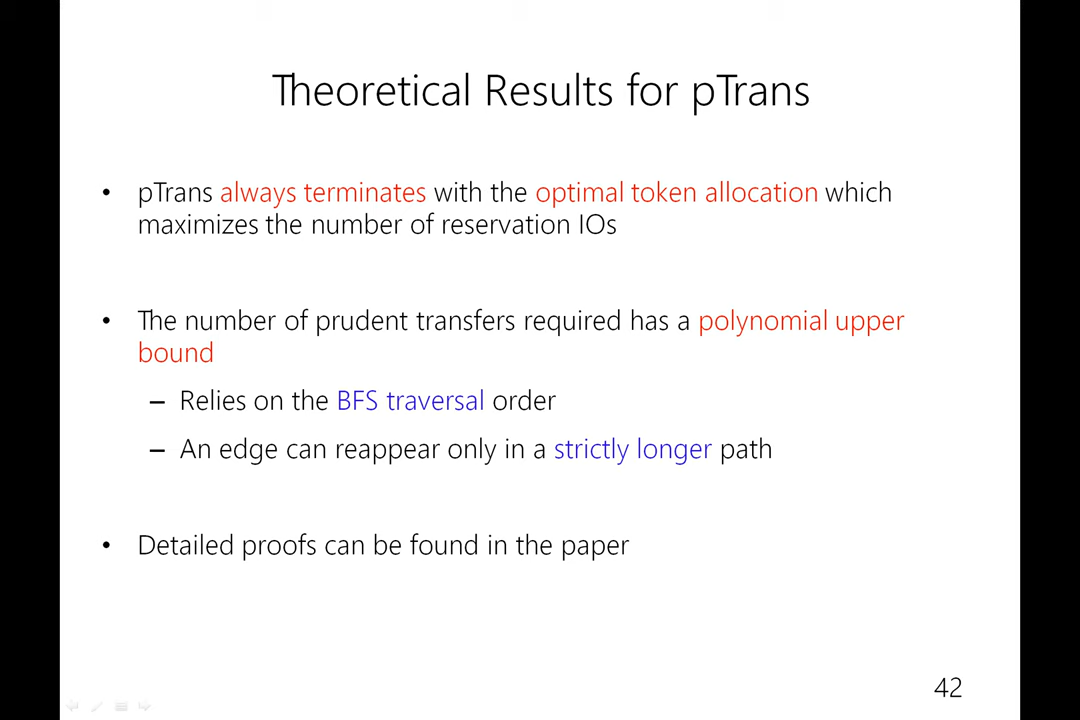 Theoretical Results for pTrans
• pTrans always terminates with the optimal token allocation which
maximizes the number of reservation IOs
• The number of prudent transfers required has a polynomial upper
bound
– Relies on the BFS traversal order
– An edge can reappear only in a strictly longer path
• Detailed proofs can be found in the paper
42